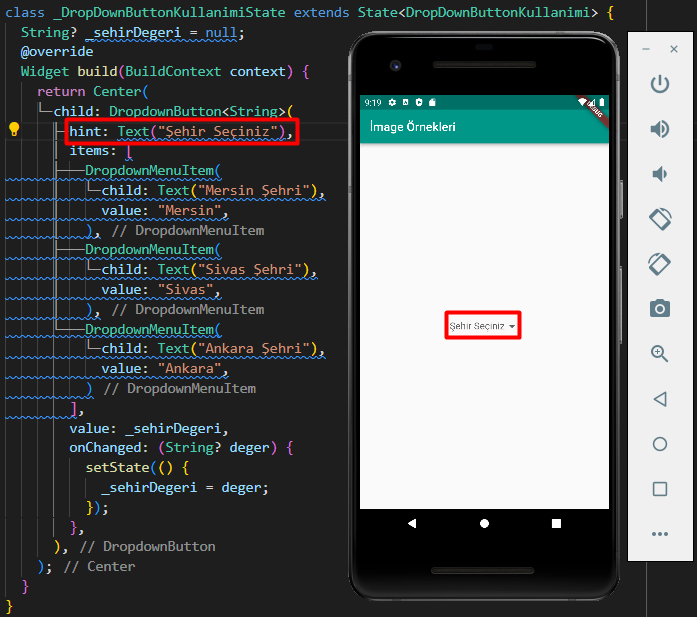 class _DropDownButtonKullanimiState extends State<DropDownButtonKullanimi> {
String? _sehirDegeri = null;
@override
Widget build(BuildContext context) {
return Center(
child: DropdownButton<String>(
hint: Text("Şehir Seçiniz"),
items: [
DropdownMenuItem(
child: Text("Mersin Şehri"),
value: "Mersin",
), // DropdownMenuItem
DropdownMenuItem(
child: Text("Sivas Şehri"),
value: "Sivas",
), // DropdownMenuItem
DropdownMenuItem(
child: Text("Ankara Şehri"),
value: "Ankara",
) // DropdownMenuItem
],
value: _sehirDegeri,
onChanged: (String? deger) {
setState(() {
_sehirDegeri = deger;
});
},
), // DropdownButton
); // Center
}
}
9:19
DEBUG
İmage Örnekleri
Şehir Seçiniz